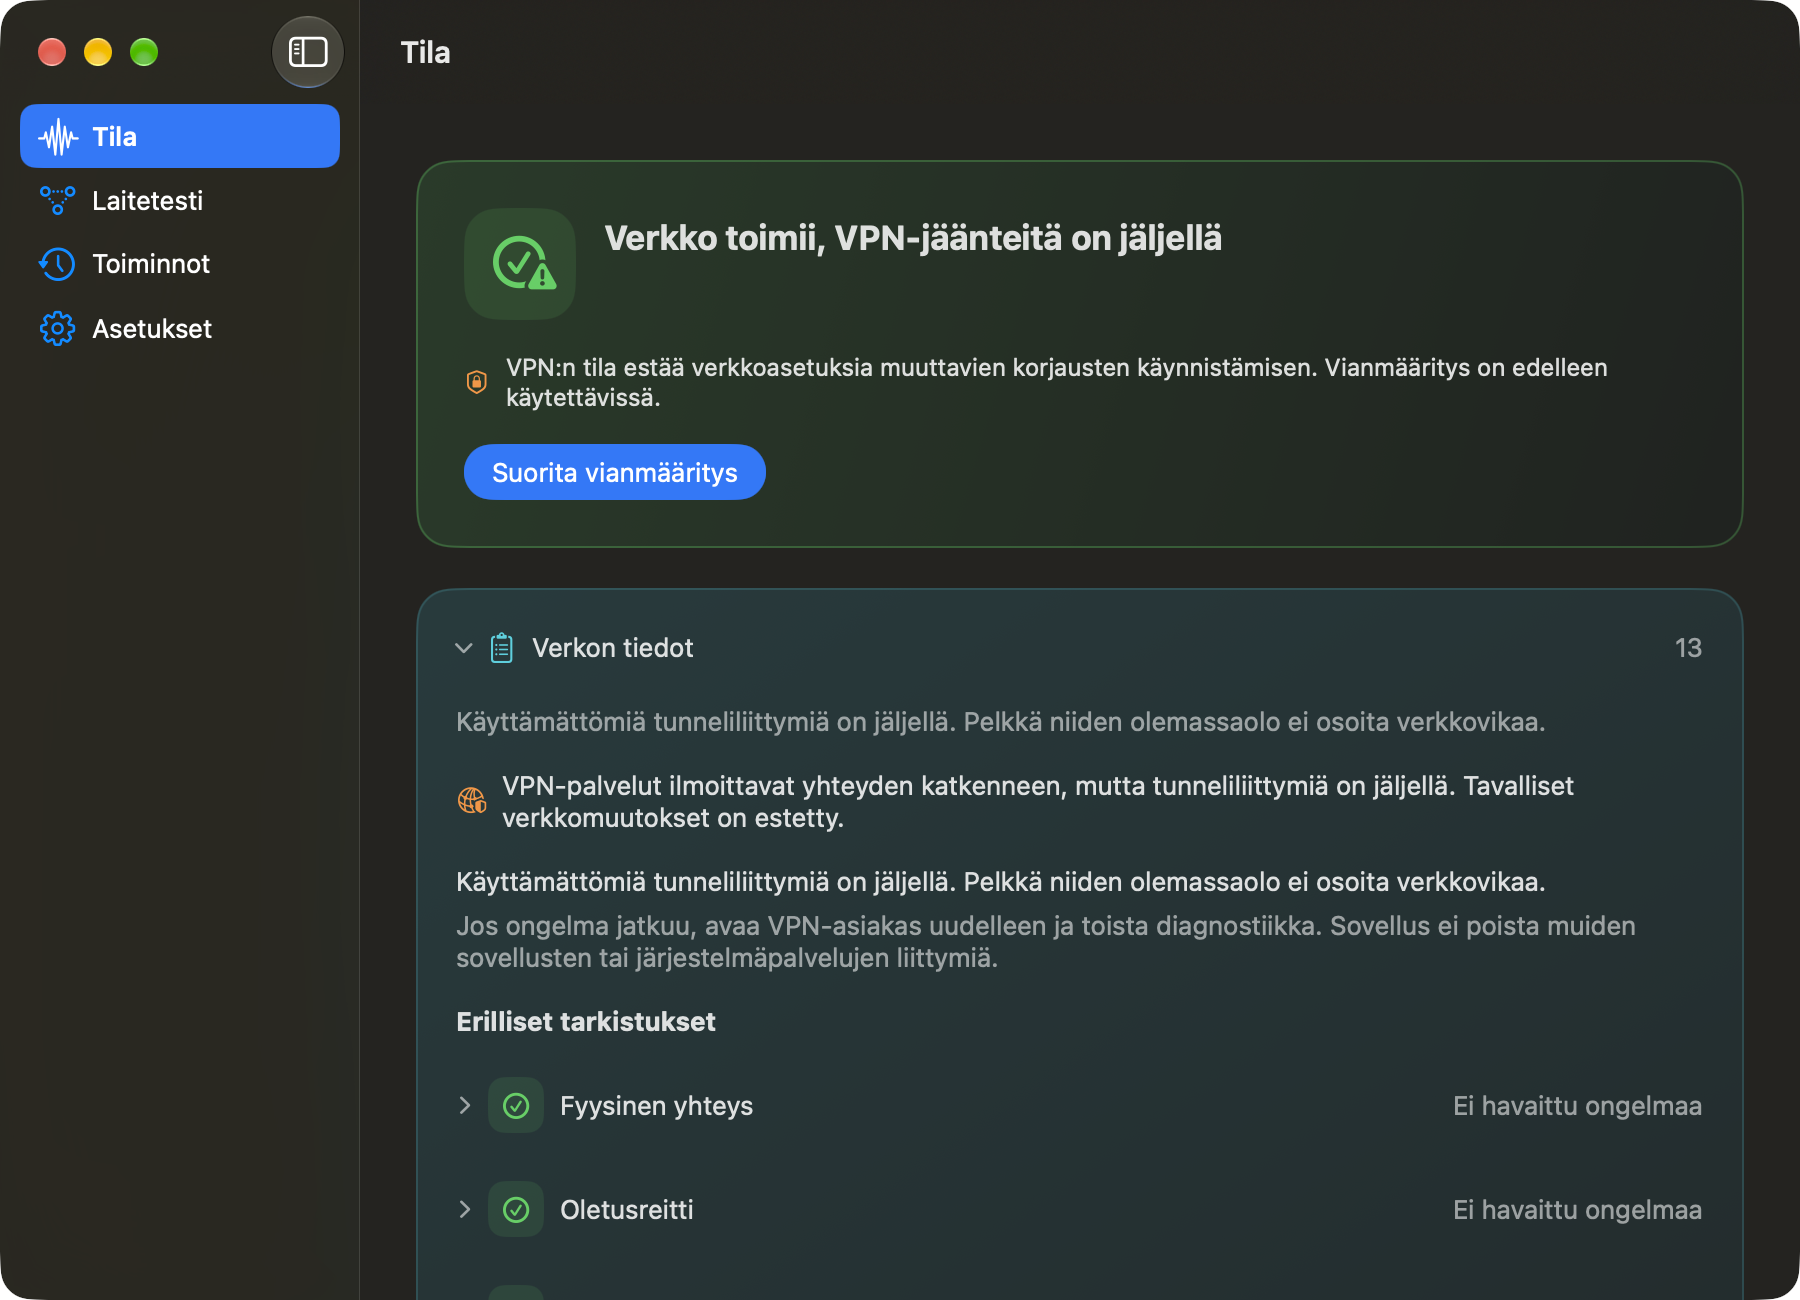 Tila
Tila
Laitetesti
Toiminnot
Asetukset
Verkko toimii, VPN-jäänteitä on jäljellä
VPN:n tila estää verkkoasetuksia muuttavien korjausten käynnistämisen. Vianmääritys on edelleen
käytettävissä.
Suorita vianmääritys
Verkon tiedot
13
Käyttämättömiä tunneliliittymiä on jäljellä. Pelkkä niiden olemassaolo ei osoita verkkovikaa.
VPN-palvelut ilmoittavat yhteyden katkenneen, mutta tunneliliittymiä on jäljellä. Tavalliset
verkkomuutokset on estetty.
Käyttämättömiä tunneliliittymiä on jäljellä. Pelkkä niiden olemassaolo ei osoita verkkovikaa.
Jos ongelma jatkuu, avaa VPN-asiakas uudelleen ja toista diagnostiikka. Sovellus ei poista muiden
sovellusten tai järjestelmäpalvelujen liittymiä.
Erilliset tarkistukset
Fyysinen yhteys
Ei havaittu ongelmaa
Oletusreitti
Ei havaittu ongelmaa